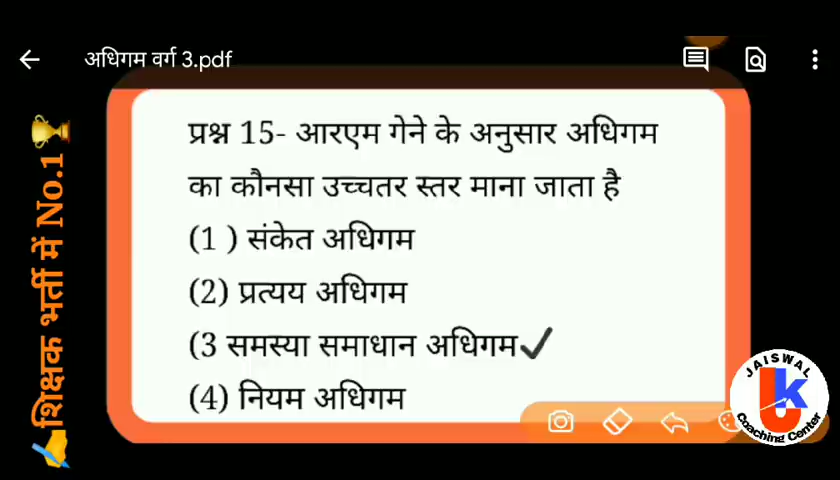 अधिगम वर्ग 3.pdf
शिक्षक भर्ती में No.1
प्रश्न 15- आरएम गेने के अनुसार अधिगम
का कौनसा उच्चतर स्तर माना जाता है
(1 ) संकेत अधिगम
(2) प्रत्यय अधिगम
(3 समस्या समाधान अधिगम✓
(4) नियम अधिगम
JAISWAL
k
Coaching Center